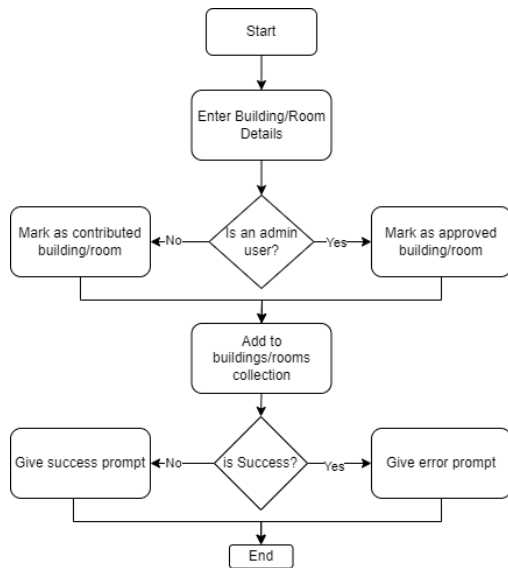 Start
Enter Building/Room
Details
Is an admin
user?
No
Yes
Mark as contributed
building/room
Mark as approved
building/room
Add to
buildings/rooms
collection
is Success?
No
Yes
Give success prompt
Give error prompt
End